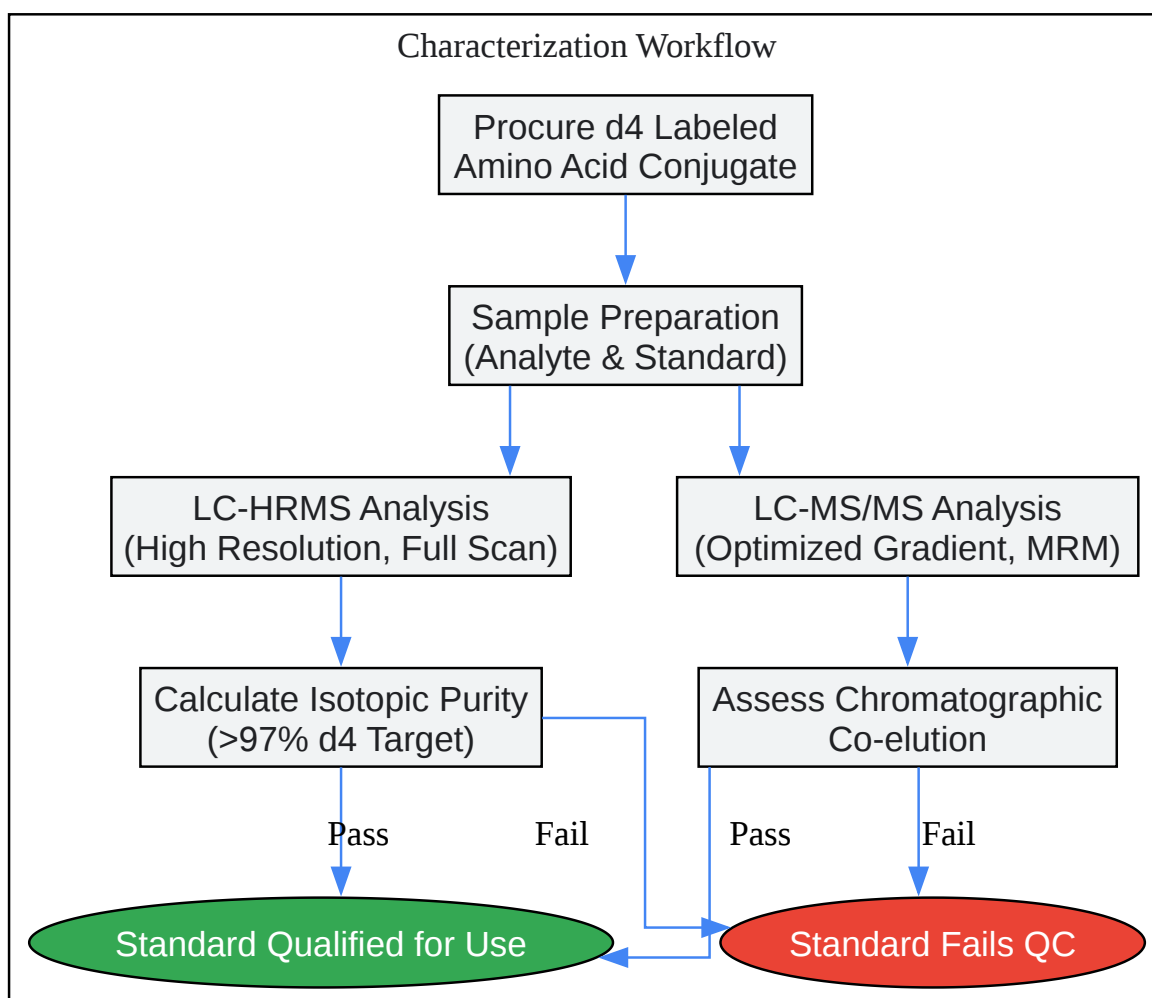 Characterization Workflow
Procure d4 Labeled
Amino Acid Conjugate
Sample Preparation
(Analyte & Standard)
LC-HRMS Analysis
(High Resolution, Full Scan)
LC-MS/MS Analysis
(Optimized Gradient, MRM)
Calculate Isotopic Purity
(>97% d4 Target)
Assess Chromatographic
Co-elution
Pass
Fail
Pass
Fail
Standard Qualified for Use
Standard Fails QC